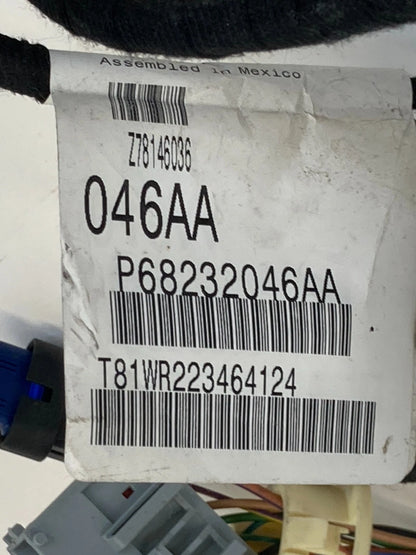 Assembled in Mexico
Z78146036
046AA
P68232046AA
T81WR223464124